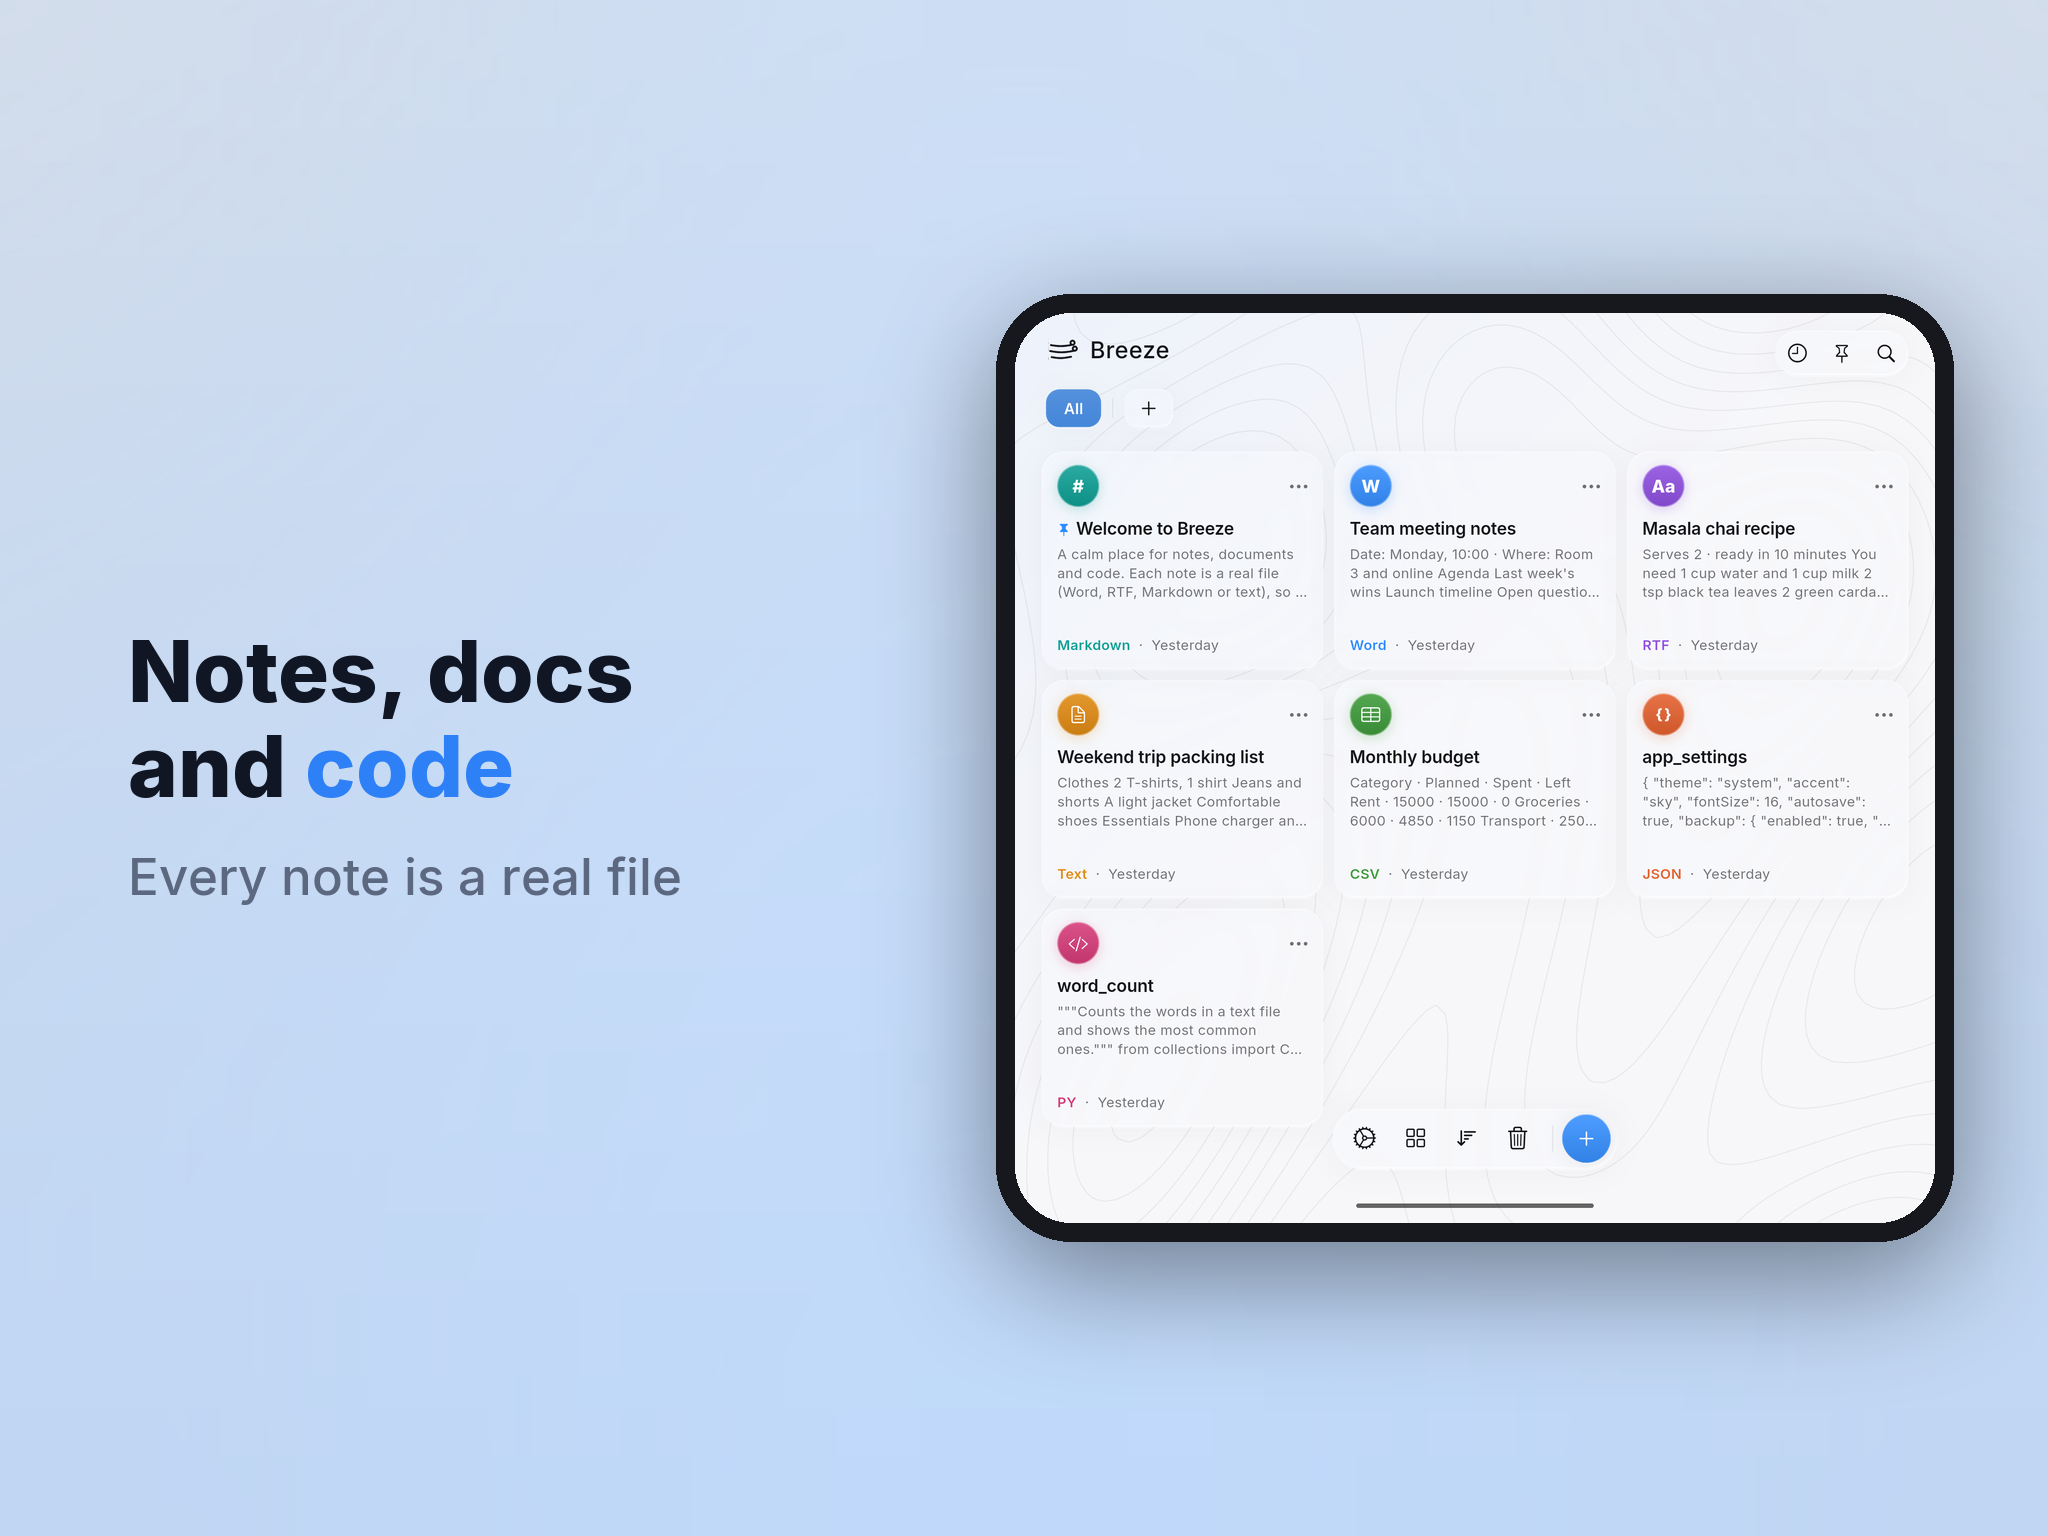 Notes, docs
and code
Every note is a real file
Breeze
All
#
Welcome to Breeze
A calm place for notes, documents
and code. Each note is a real file
(Word, RTF, Markdown or text), so ...
Markdown · Yesterday
W
Team meeting notes
Date: Monday, 10:00 · Where: Room
3 and online Agenda Last week's
wins Launch timeline Open questio...
Word · Yesterday
Aa
Masala chai recipe
Serves 2 · ready in 10 minutes You
need 1 cup water and 1 cup milk 2
tsp black tea leaves 2 green carda...
RTF · Yesterday
Weekend trip packing list
Clothes 2 T-shirts, 1 shirt Jeans and
shorts A light jacket Comfortable
shoes Essentials Phone charger an...
Text · Yesterday
Monthly budget
Category · Planned · Spent · Left
Rent · 15000 · 15000 · 0 Groceries ·
6000 · 4850 · 1150 Transport · 250...
CSV · Yesterday
{}
app_settings
{ "theme": "system", "accent":
"sky", "fontSize": 16, "autosave":
true, "backup": { "enabled": true, "...
JSON · Yesterday
</>
word_count
"""Counts the words in a text file
and shows the most common
ones.""" from collections import C...
PY · Yesterday